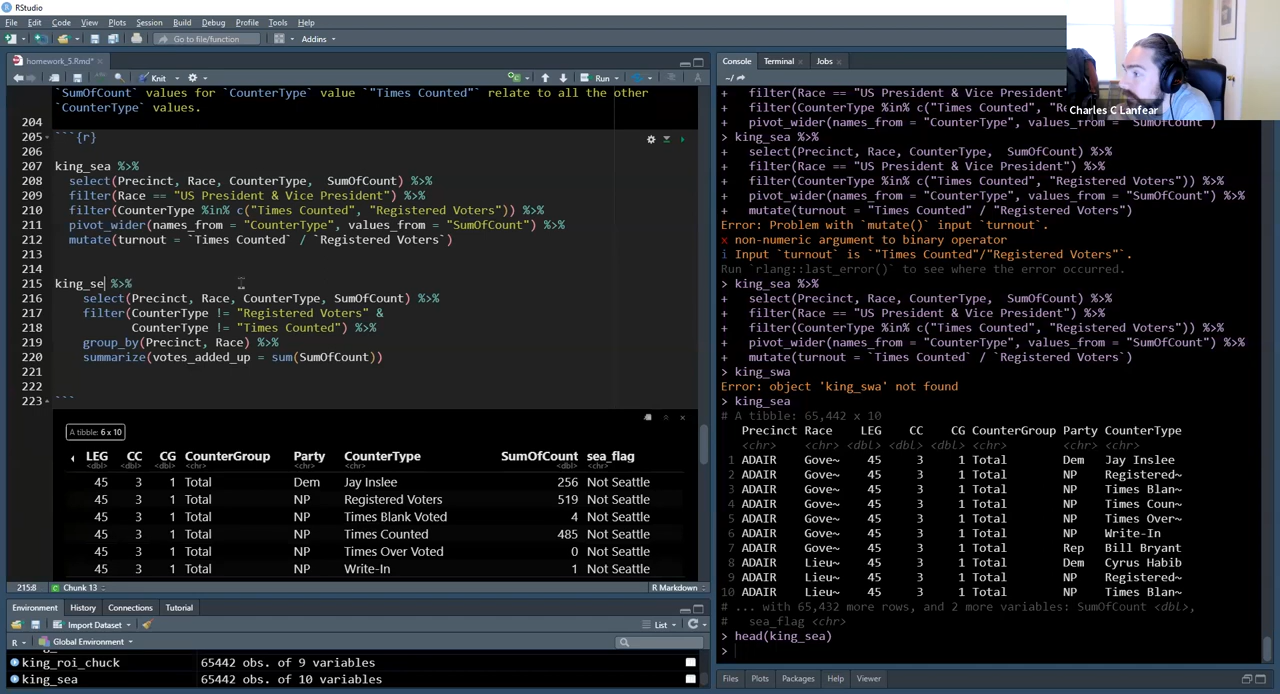 RStudio
File Edit Code View Plots Session Build Debug Profile Tools Help
Go to file/function Addins
homework_5.Rmd*
Knit Run
`SumOfCount` values for `CounterType` value `"Times Counted"` relate to all the other
`CounterType` values.
204
205 ```{r}
206
207 king_sea %>%
208 select(Precinct, Race, CounterType,  SumOfCount) %>%
209 filter(Race == "US President & Vice President") %>%
210 filter(CounterType %in% c("Times Counted", "Registered Voters")) %>%
211 pivot_wider(names_from = "CounterType", values_from = "SumOfCount") %>%
212 mutate(turnout = `Times Counted` / `Registered Voters`)
213
214
215 king_se %>%
216 select(Precinct, Race, CounterType, SumOfCount) %>%
217 filter(CounterType != "Registered Voters" &
218 CounterType != "Times Counted") %>%
219 group_by(Precinct, Race) %>%
220 summarize(votes_added_up = sum(SumOfCount))
221
222
223 ```
A tibble: 6 x 10
LEG CC CG CounterGroup Party CounterType SumOfCount sea_flag
<dbl> <dbl> <dbl> <chr> <chr> <chr> <dbl> <chr>
45 3 1 Total Dem Jay Inslee 256 Not Seattle
45 3 1 Total NP Registered Voters 519 Not Seattle
45 3 1 Total NP Times Blank Voted 4 Not Seattle
45 3 1 Total NP Times Counted 485 Not Seattle
45 3 1 Total NP Times Over Voted 0 Not Seattle
45 3 1 Total NP Write-In 1 Not Seattle
215:8 Chunk 13 R Markdown
Environment History Connections Tutorial
Import Dataset List
R Global Environment
king_roi_chuck 65442 obs. of 9 variables
king_sea 65442 obs. of 10 variables
Console Terminal Jobs
~/
+ filter(Race == "US President & Vice President"
Charles C Lanfear
+ filter(CounterType %in% c("Times Counted", "Reg
+ pivot_wider(names_from = "CounterType", values_from = "SumOfCount")
> king_sea %>%
+ select(Precinct, Race, CounterType,  SumOfCount) %>%
+ filter(Race == "US President & Vice President") %>%
+ filter(CounterType %in% c("Times Counted", "Registered Voters")) %>%
+ pivot_wider(names_from = "CounterType", values_from = "SumOfCount") %>%
+ mutate(turnout = "Times Counted" / "Registered Voters")
Error: Problem with `mutate()` input `turnout`.
x non-numeric argument to binary operator
i Input `turnout` is `"Times Counted"/"Registered Voters"`.
Run `rlang::last_error()` to see where the error occurred.
> king_sea %>%
+ select(Precinct, Race, CounterType,  SumOfCount) %>%
+ filter(Race == "US President & Vice President") %>%
+ filter(CounterType %in% c("Times Counted", "Registered Voters")) %>%
+ pivot_wider(names_from = "CounterType", values_from = "SumOfCount") %>%
+ mutate(turnout = `Times Counted` / `Registered Voters`)
> king_swa
Error: object 'king_swa' not found
> king_sea
# A tibble: 65,442 x 10
Precinct Race LEG CC CG CounterGroup Party CounterType
<chr> <chr> <dbl> <dbl> <dbl> <chr> <chr> <chr>
1 ADAIR Gove~ 45 3 1 Total Dem Jay Inslee
2 ADAIR Gove~ 45 3 1 Total NP Registered~
3 ADAIR Gove~ 45 3 1 Total NP Times Blan~
4 ADAIR Gove~ 45 3 1 Total NP Times Coun~
5 ADAIR Gove~ 45 3 1 Total NP Times Over~
6 ADAIR Gove~ 45 3 1 Total NP Write-In
7 ADAIR Gove~ 45 3 1 Total Rep Bill Bryant
8 ADAIR Lieu~ 45 3 1 Total Dem Cyrus Habib
9 ADAIR Lieu~ 45 3 1 Total NP Registered~
10 ADAIR Lieu~ 45 3 1 Total NP Times Blan~
# ... with 65,432 more rows, and 2 more variables: SumOfCount <dbl>,
# sea_flag <chr>
> head(king_sea)
>
Files Plots Packages Help Viewer